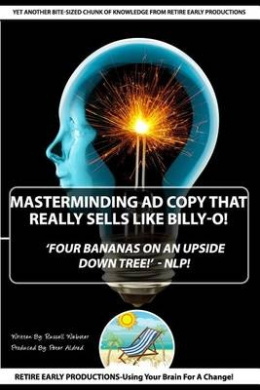 YET ANOTHER BITE-SIZED CHUNK OF KNOWLEDGE FROM RETIRE EARLY PRODUCTIONS
MASTERMINDING AD COPY THAT
REALLY SELLS LIKE BILLY-O!
‘FOUR BANANAS ON AN UPSIDE
DOWN TREE!’ - NLP!
Written By: Russell Webster
Produced By: Peter Aldred
RETIRE EARLY PRODUCTIONS-Using Your Brain For A Change!